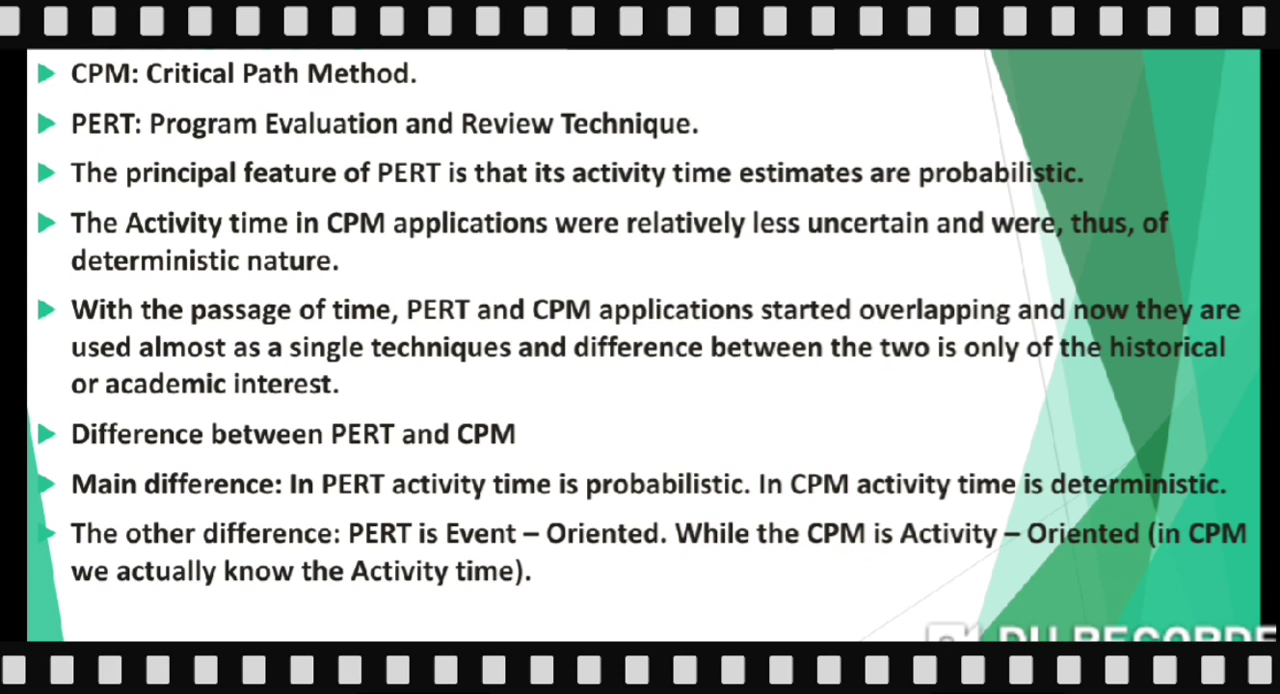 CPM: Critical Path Method.
PERT: Program Evaluation and Review Technique.
The principal feature of PERT is that its activity time estimates are probabilistic.
The Activity time in CPM applications were relatively less uncertain and were, thus, of
deterministic nature.
With the passage of time, PERT and CPM applications started overlapping and now they are
used almost as a single techniques and difference between the two is only of the historical
or academic interest.
Difference between PERT and CPM
Main difference: In PERT activity time is probabilistic. In CPM activity time is deterministic.
The other difference: PERT is Event – Oriented. While the CPM is Activity – Oriented (in CPM
we actually know the Activity time).
DU RECORDE